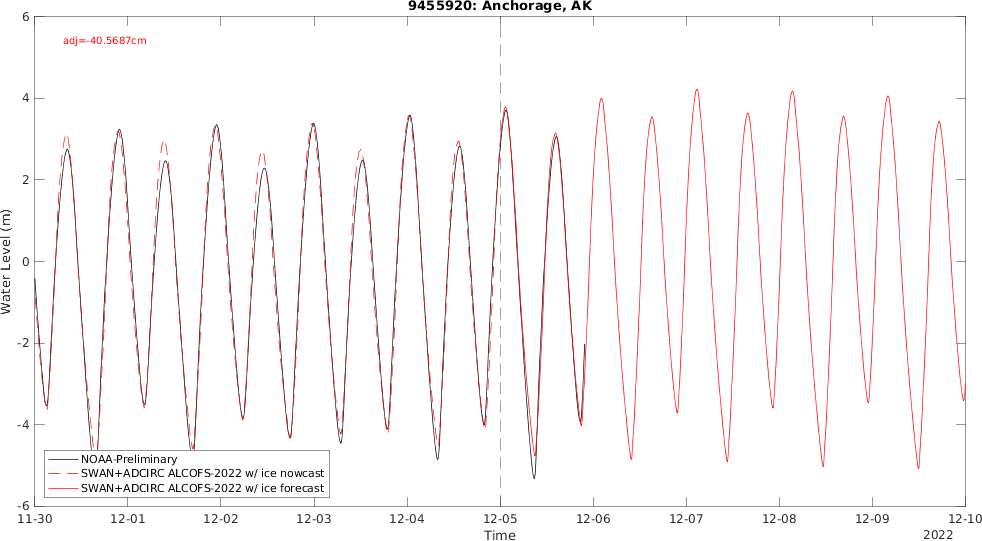 9455920: Anchorage, AK
adj=-40.5687cm
6
4
2
0
-2
-4
-6
Water Level (m)
NOAA-Preliminary
SWAN+ADCIRC ALCOFS-2022 w/ ice nowcast
SWAN+ADCIRC ALCOFS-2022 w/ ice forecast
11-30 12-01 12-02 12-03 12-04 12-05 12-06 12-07 12-08 12-09 12-10
Time
2022